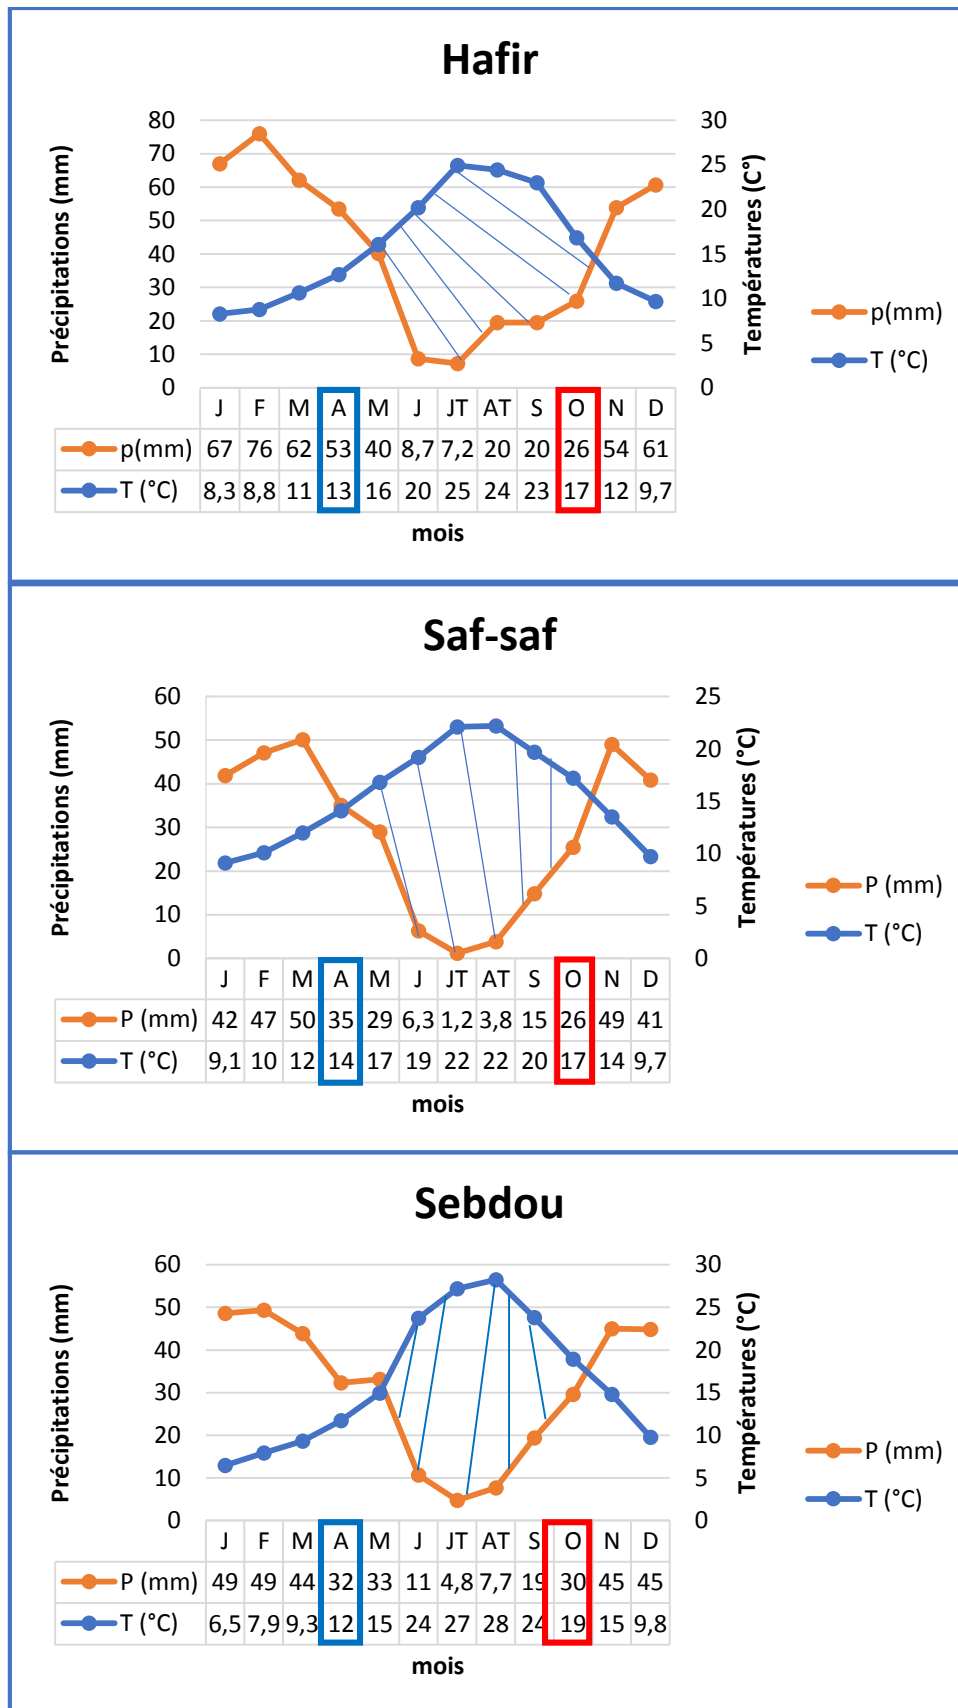 Hafir
Précipitations (mm)
80
70
60
50
40
30
20
10
0
Températures (C°)
30
25
20
15
10
5
0
p(mm)
T (°C)
J F M A M J JT AT S O N D
p(mm) 67 76 62 53 40 8,7 7,2 20 20 26 54 61
T (°C) 8,3 8,8 11 13 16 20 25 24 23 17 12 9,7
mois
Saf-saf
Précipitations (mm)
60
50
40
30
20
10
0
Températures (°C)
25
20
15
10
5
0
P (mm)
T (°C)
J F M A M J JT AT S O N D
P (mm) 42 47 50 35 29 6,3 1,2 3,8 15 26 49 41
T (°C) 9,1 10 12 14 17 19 22 22 20 17 14 9,7
mois
Sebdou
Précipitations (mm)
60
50
40
30
20
10
0
Températures (°C)
30
25
20
15
10
5
0
P (mm)
T (°C)
J F M A M J JT AT S O N D
P (mm) 49 49 44 32 33 11 4,8 7,7 19 30 45 45
T (°C) 6,5 7,9 9,3 12 15 24 27 28 24 19 15 9,8
mois